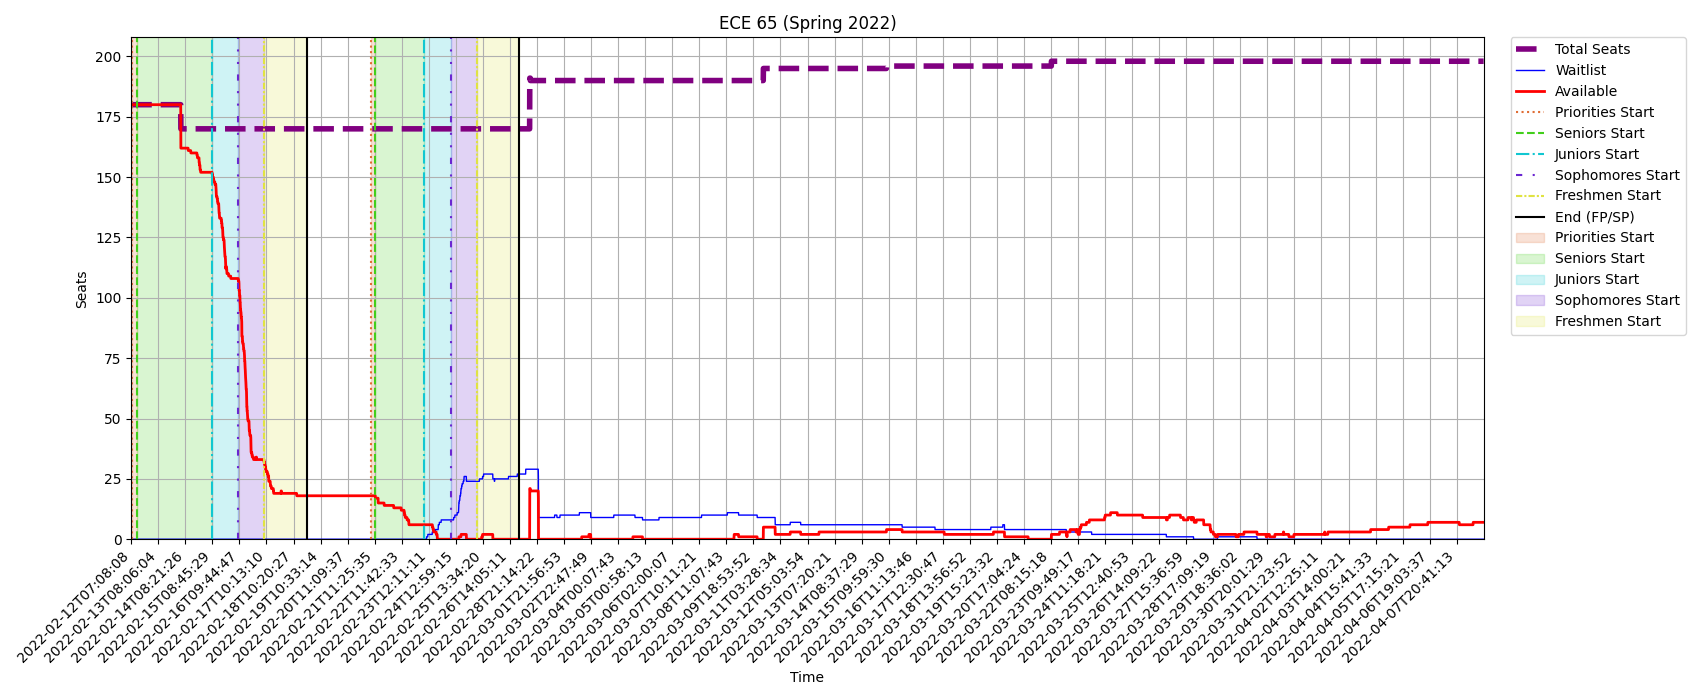 ECE 65 (Spring 2022)
200
175
150
125
100
75
50
25
0
Seats
2022-02-12T07:08:08
2022-02-13T08:06:04
2022-02-14T08:21:26
2022-02-15T08:45:29
2022-02-16T09:44:47
2022-02-17T10:13:10
2022-02-18T10:20:27
2022-02-19T10:33:14
2022-02-20T11:09:37
2022-02-21T11:25:35
2022-02-22T11:42:33
2022-02-23T12:11:11
2022-02-24T12:59:15
2022-02-25T13:34:20
2022-02-26T14:05:11
2022-02-28T21:14:22
2022-03-01T21:56:53
2022-03-02T22:47:49
2022-03-04T00:07:43
2022-03-05T00:58:13
2022-03-06T02:00:07
2022-03-07T10:11:21
2022-03-08T11:07:43
2022-03-09T18:53:52
2022-03-11T03:28:34
2022-03-12T05:03:54
2022-03-13T07:20:21
2022-03-14T08:37:29
2022-03-15T09:59:30
2022-03-16T11:13:46
2022-03-17T12:30:47
2022-03-18T13:56:52
2022-03-19T15:23:32
2022-03-20T17:04:24
2022-03-22T08:15:18
2022-03-23T09:49:17
2022-03-24T11:18:21
2022-03-25T12:40:53
2022-03-26T14:09:22
2022-03-27T15:36:59
2022-03-28T17:09:19
2022-03-29T18:36:02
2022-03-30T20:01:29
2022-03-31T21:23:52
2022-04-02T12:25:11
2022-04-03T14:00:21
2022-04-04T15:41:33
2022-04-05T17:15:21
2022-04-06T19:03:37
2022-04-07T20:41:13
Time
Total Seats
Waitlist
Available
Priorities Start
Seniors Start
Juniors Start
Sophomores Start
Freshmen Start
End (FP/SP)
Priorities Start
Seniors Start
Juniors Start
Sophomores Start
Freshmen Start